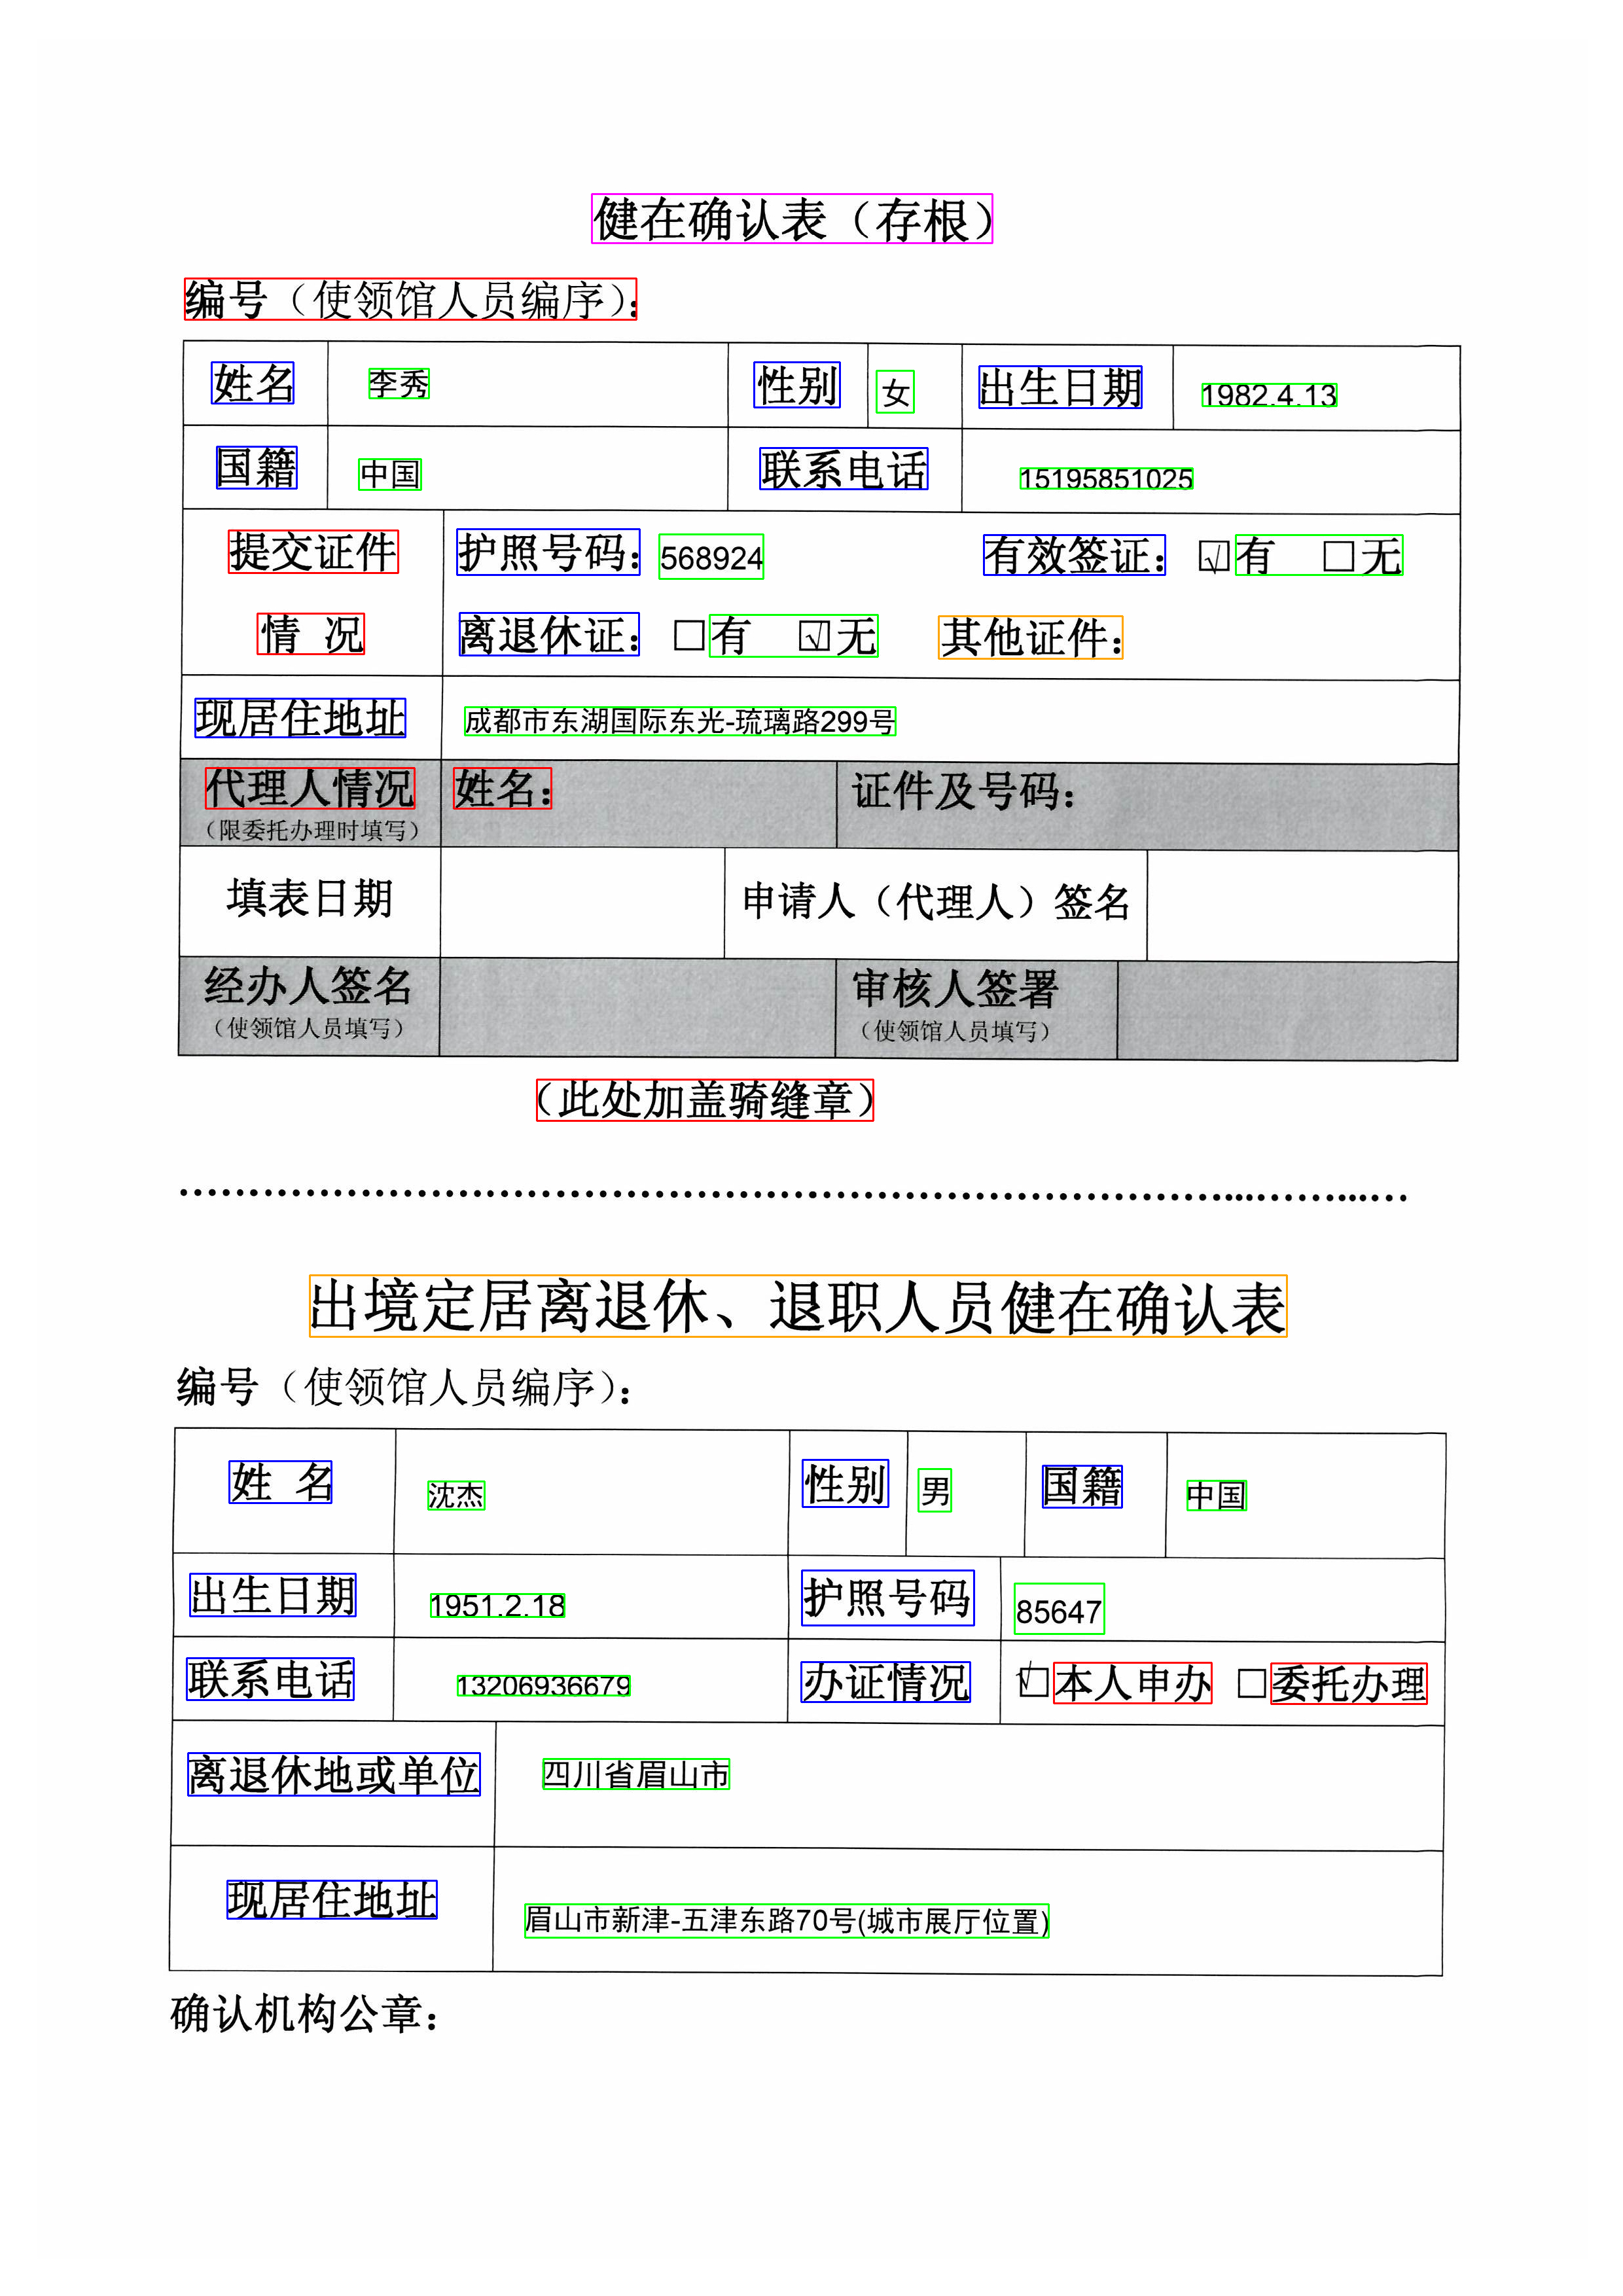 健在确认表（存根）
编号（使领馆人员编序）：
姓名 李秀 性别 女 出生日期 1982.4.13
国籍 中国 联系电话 15195851025
提交证件 护照号码： 568924 有效签证： ☑有 □无
情 况 离退休证： □有 ☑无 其他证件：
现居住地址 成都市东湖国际东光-琉璃路299号
代理人情况 姓名： 证件及号码：
（限委托办理时填写）
填表日期 申请人（代理人）签名
经办人签名 审核人签署
（使领馆人员填写） （使领馆人员填写）
（此处加盖骑缝章）
出境定居离退休、退职人员健在确认表
编号（使领馆人员编序）：
姓 名 沈杰 性别 男 国籍 中国
出生日期 1951.2.18 护照号码 85647
联系电话 13206936679 办证情况 ☑本人申办 □委托办理
离退休地或单位 四川省眉山市
现居住地址 眉山市新津-五津东路70号(城市展厅位置)
确认机构公章：